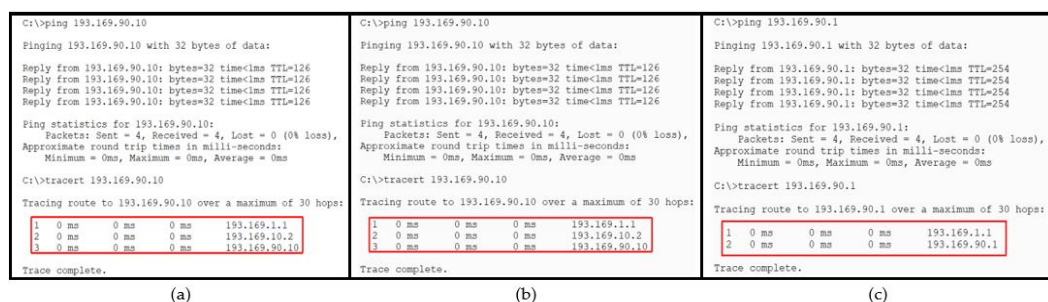 C:\>ping 193.169.90.10
Pinging 193.169.90.10 with 32 bytes of data:
Reply from 193.169.90.10: bytes=32 time<1ms TTL=126
Reply from 193.169.90.10: bytes=32 time<1ms TTL=126
Reply from 193.169.90.10: bytes=32 time<1ms TTL=126
Reply from 193.169.90.10: bytes=32 time<1ms TTL=126
Ping statistics for 193.169.90.10:
Packets: Sent = 4, Received = 4, Lost = 0 (0% loss),
Approximate round trip times in milli-seconds:
Minimum = 0ms, Maximum = 0ms, Average = 0ms
C:\>tracert 193.169.90.10
Tracing route to 193.169.90.10 over a maximum of 30 hops:
1 0 ms 0 ms 0 ms 193.169.1.1
2 0 ms 0 ms 0 ms 193.169.10.2
3 0 ms 0 ms 0 ms 193.169.90.10
Trace complete.
(a)
C:\>ping 193.169.90.10
Pinging 193.169.90.10 with 32 bytes of data:
Reply from 193.169.90.10: bytes=32 time<1ms TTL=126
Reply from 193.169.90.10: bytes=32 time<1ms TTL=126
Reply from 193.169.90.10: bytes=32 time<1ms TTL=126
Reply from 193.169.90.10: bytes=32 time<1ms TTL=126
Ping statistics for 193.169.90.10:
Packets: Sent = 4, Received = 4, Lost = 0 (0% loss),
Approximate round trip times in milli-seconds:
Minimum = 0ms, Maximum = 0ms, Average = 0ms
C:\>tracert 193.169.90.10
Tracing route to 193.169.90.10 over a maximum of 30 hops:
1 0 ms 0 ms 0 ms 193.169.1.1
2 0 ms 0 ms 0 ms 193.169.10.2
3 0 ms 0 ms 0 ms 193.169.90.10
Trace complete.
(b)
C:\>ping 193.169.90.1
Pinging 193.169.90.1 with 32 bytes of data:
Reply from 193.169.90.1: bytes=32 time<1ms TTL=254
Reply from 193.169.90.1: bytes=32 time<1ms TTL=254
Reply from 193.169.90.1: bytes=32 time<1ms TTL=254
Reply from 193.169.90.1: bytes=32 time<1ms TTL=254
Ping statistics for 193.169.90.1:
Packets: Sent = 4, Received = 4, Lost = 0 (0% loss),
Approximate round trip times in milli-seconds:
Minimum = 0ms, Maximum = 0ms, Average = 0ms
C:\>tracert 193.169.90.1
Tracing route to 193.169.90.1 over a maximum of 30 hops:
1 0 ms 0 ms 0 ms 193.169.1.1
2 0 ms 0 ms 0 ms 193.169.90.1
Trace complete.
(c)